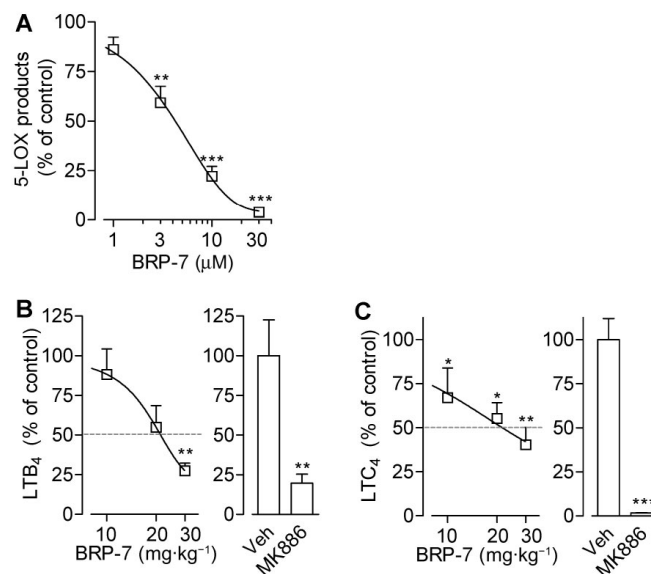 A
5-LOX products
(% of control)
100
75
50
25
0
**
***
***
1 3 10 30
BRP-7 (µM)
B
LTB4 (% of control)
125
100
75
50
25
0
**
10 20 30
BRP-7 (mg·kg⁻¹)
125
100
75
50
25
0
**
Veh
MK886
C
LTC4 (% of control)
100
75
50
25
0
*
*
**
10 20 30
BRP-7 (mg·kg⁻¹)
100
75
50
25
0
***
Veh
MK886